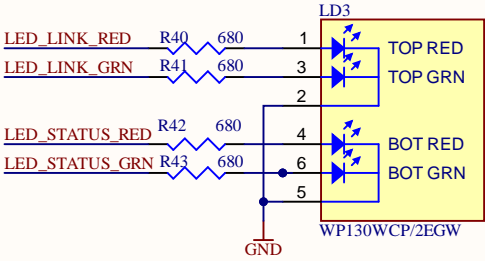 LD3
LED_LINK_RED R40 680 1 TOP RED
LED_LINK_GRN R41 680 3 TOP GRN
2
LED_STATUS_RED R42 680 4 BOT RED
LED_STATUS_GRN R43 680 6 BOT GRN
5
WP130WCP/2EGW
GND